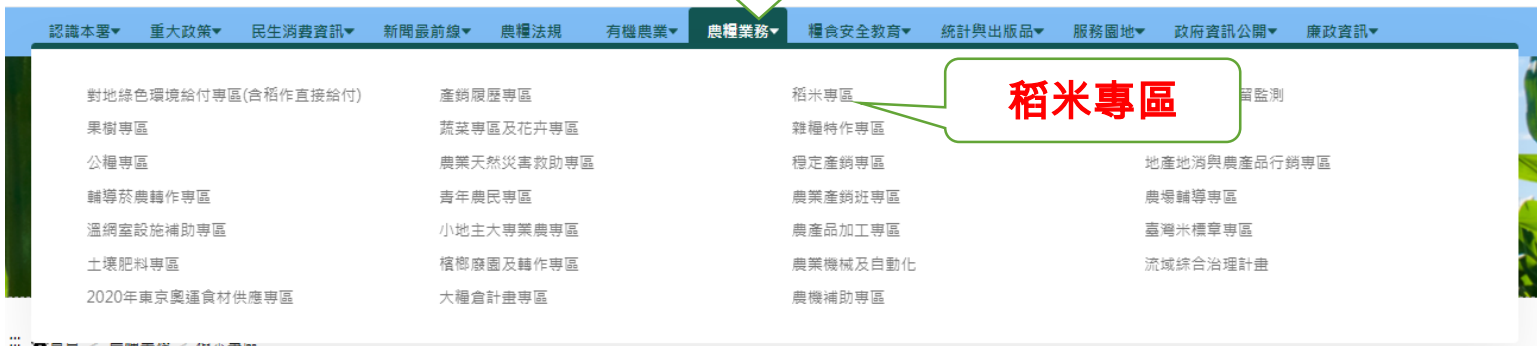 認識本署▾ 重大政策▾ 民生消費資訊▾ 新聞最前線▾ 農糧法規 有機農業▾ 農糧業務▾ 糧食安全教育▾ 統計與出版品▾ 服務園地▾ 政府資訊公開▾ 廉政資訊▾
對地綠色環境給付專區(含稻作直接給付) 產銷履歷專區 稻米專區 稻米專區 留監測
果樹專區 蔬菜專區及花卉專區 雜糧特作專區
公糧專區 農業天然災害救助專區 穩定產銷專區 地產地消與農產品行銷專區
輔導菸農轉作專區 青年農民專區 農業產銷班專區 農場輔導專區
溫網室設施補助專區 小地主大專業農專區 農產品加工專區 臺灣米標章專區
土壤肥料專區 檳榔廢園及轉作專區 農業機械及自動化 流域綜合治理計畫
2020年東京奧運食材供應專區 大糧倉計畫專區 農機補助專區